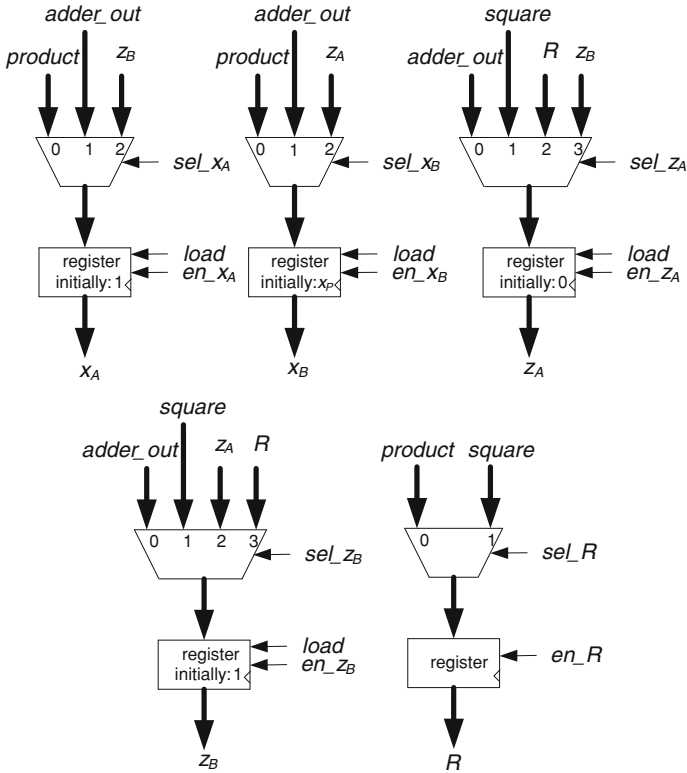 adder_out
product
z_B
0 1 2
sel_x_A
register
initially: 1
load
en_x_A
x_A
adder_out
product
z_A
0 1 2
sel_x_B
register
initially: x_P
load
en_x_B
x_B
square
adder_out
R
z_B
0 1 2 3
sel_z_A
register
initially: 0
load
en_z_A
z_A
square
adder_out
z_A
R
0 1 2 3
sel_z_B
register
initially: 1
load
en_z_B
z_B
product square
0 1
sel_R
register
en_R
R